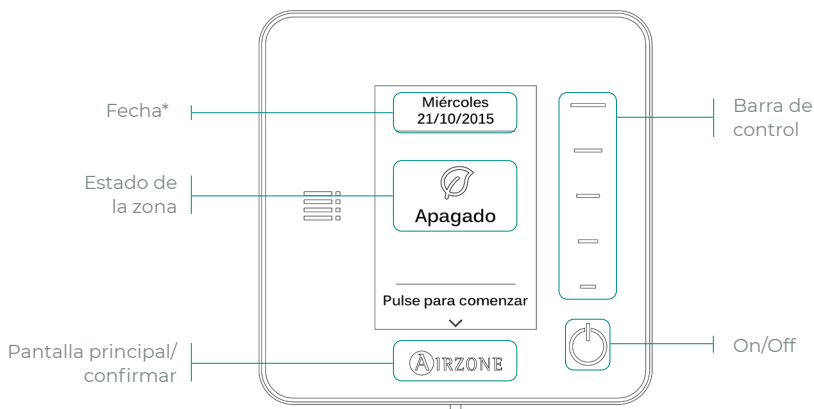 Fecha*
Miércoles
21/10/2015
Barra de
control
Estado de
la zona
Apagado
Pulse para comenzar
Pantalla principal/
confirmar
AIRZONE
On/Off